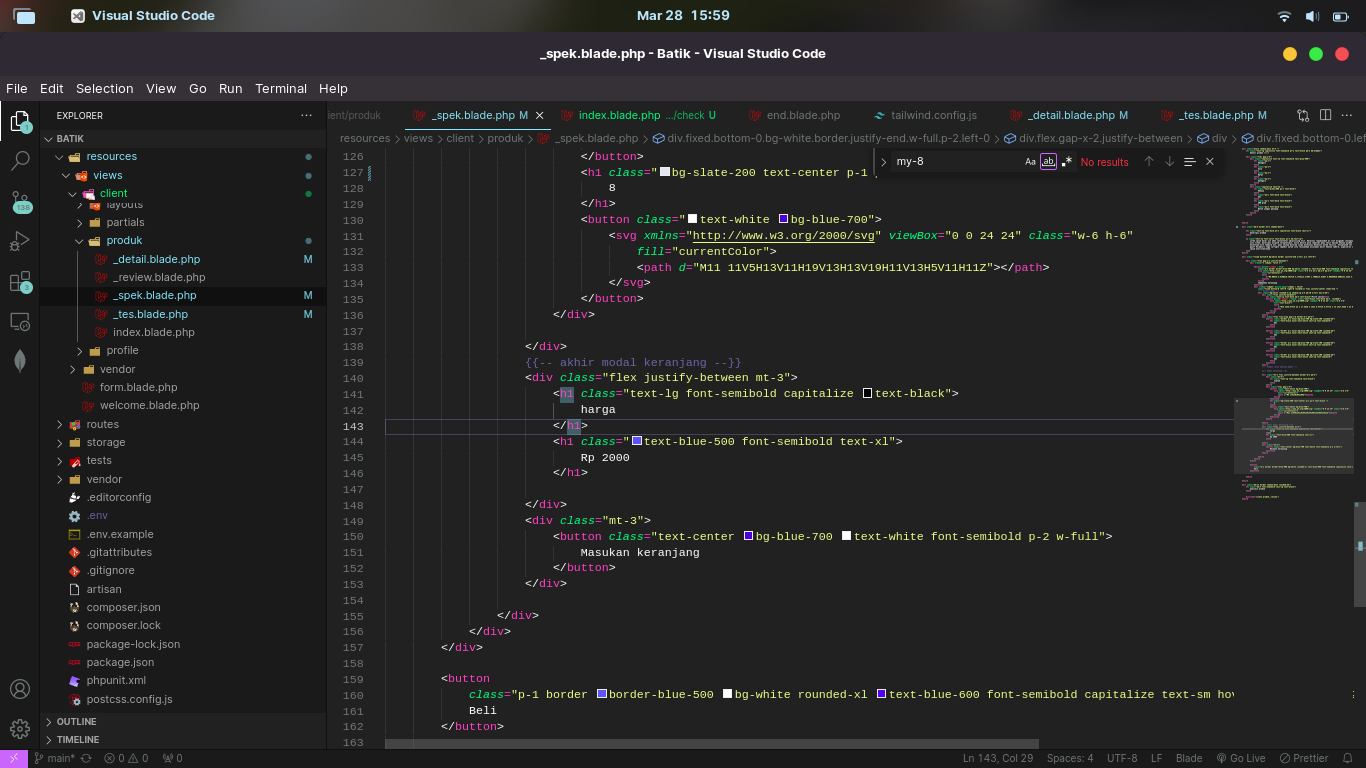 Visual Studio Code
Mar 28 15:59
_spek.blade.php - Batik - Visual Studio Code
File Edit Selection View Go Run Terminal Help
EXPLORER
ent/produk
_spek.blade.php M
index.blade.php .../check U
end.blade.php
tailwind.config.js
_detail.blade.php M
_tes.blade.php M
BATIK
resources > views > client > produk > _spek.blade.php > div.fixed.bottom-0.bg-white.border.justify-end.w-full.p-2.left-0 > div.flex.gap-x-2.justify-between > div > div.fixed.bottom-0.lef
my-8
Aa ab No results
resources
views
client
layouts
partials
produk
_detail.blade.php M
_review.blade.php
_spek.blade.php M
_tes.blade.php M
index.blade.php
profile
vendor
form.blade.php
welcome.blade.php
routes
storage
tests
vendor
.editorconfig
.env
.env.example
.gitattributes
.gitignore
artisan
composer.json
composer.lock
package-lock.json
package.json
phpunit.xml
postcss.config.js
OUTLINE
TIMELINE
1
138
3
126 </button>
127 <h1 class="bg-slate-200 text-center p-1
128 8
129 </h1>
130 <button class="text-white bg-blue-700">
131 <svg xmlns="http://www.w3.org/2000/svg" viewBox="0 0 24 24" class="w-6 h-6"
132 fill="currentColor">
133 <path d="M11 11V5H13V11H19V13H13V19H11V13H5V11H11Z"></path>
134 </svg>
135 </button>
136 </div>
137
138 </div>
139 {{-- akhir modal keranjang --}}
140 <div class="flex justify-between mt-3">
141 <h1 class="text-lg font-semibold capitalize text-black">
142 harga
143 </h1>
144 <h1 class="text-blue-500 font-semibold text-xl">
145 Rp 2000
146 </h1>
147
148 </div>
149 <div class="mt-3">
150 <button class="text-center bg-blue-700 text-white font-semibold p-2 w-full">
151 Masukan keranjang
152 </button>
153 </div>
154
155 </div>
156 </div>
157 </div>
158
159 <button
160 class="p-1 border border-blue-500 bg-white rounded-xl text-blue-600 font-semibold capitalize text-sm hov
161 Beli
162 </button>
163
main* 0 0 0
Ln 143, Col 29 Spaces: 4 UTF-8 LF Blade Go Live Prettier